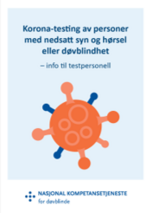 Korona-testing av personer
med nedsatt syn og hørsel
eller døvblindhet
– info til testpersonell
NASJONAL KOMPETANSETJENESTE
for døvblinde